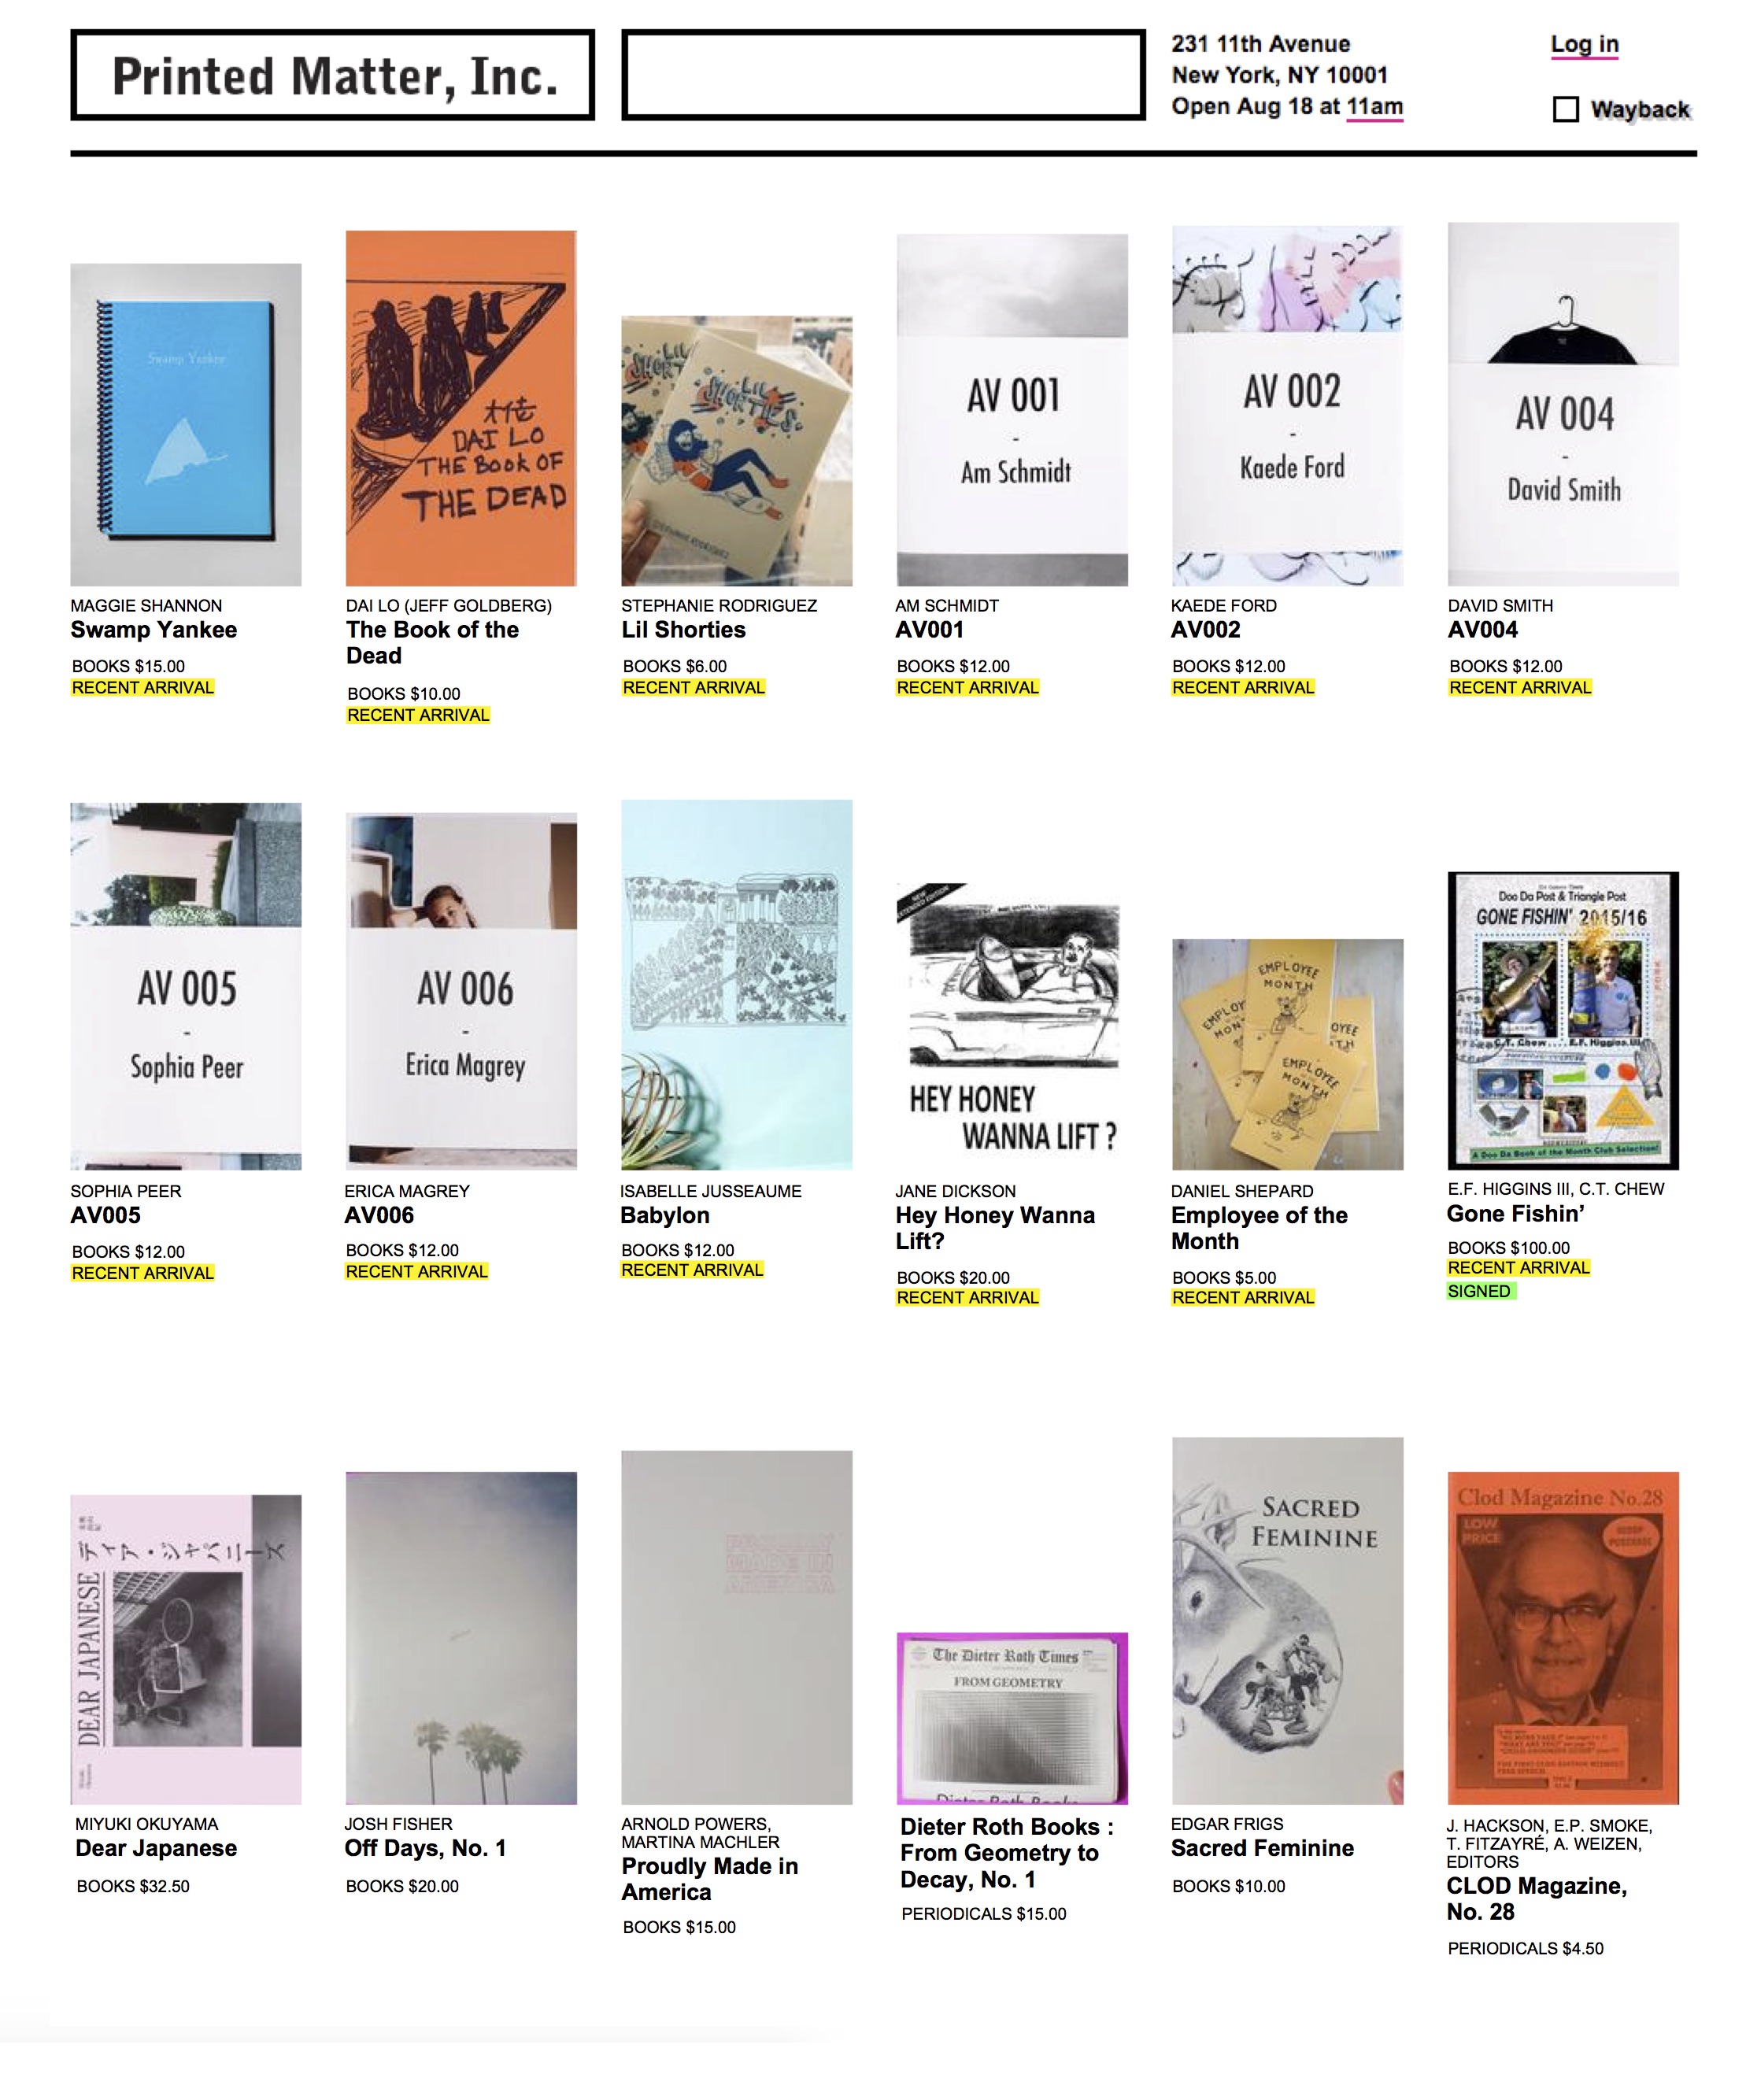 Printed Matter, Inc.
231 11th Avenue
New York, NY 10001
Open Aug 18 at 11am
Log in
Wayback
Swamp Yankee
DAI LO
THE BOOK OF
THE DEAD
LIL
SHORTIES
STEPHANIE RODRIGUEZ
AV 001
-
Am Schmidt
AV 002
-
Kaede Ford
AV 004
-
David Smith
MAGGIE SHANNON
Swamp Yankee
BOOKS $15.00
RECENT ARRIVAL
DAI LO (JEFF GOLDBERG)
The Book of the
Dead
BOOKS $10.00
RECENT ARRIVAL
STEPHANIE RODRIGUEZ
Lil Shorties
BOOKS $6.00
RECENT ARRIVAL
AM SCHMIDT
AV001
BOOKS $12.00
RECENT ARRIVAL
KAEDE FORD
AV002
BOOKS $12.00
RECENT ARRIVAL
DAVID SMITH
AV004
BOOKS $12.00
RECENT ARRIVAL
AV 005
-
Sophia Peer
AV 006
-
Erica Magrey
NEW
EXTENDED EDITION
HEY HONEY
WANNA LIFT ?
EMPLOYEE
MONTH
EMPLOYEE
MONTH
Doo Da Post & Triangle Post
GONE FISHIN' 2015/16
C.T. Chew
E.F. Higgins III
A Doo Da Book of the Month Club Selection!
SOPHIA PEER
AV005
BOOKS $12.00
RECENT ARRIVAL
ERICA MAGREY
AV006
BOOKS $12.00
RECENT ARRIVAL
ISABELLE JUSSEAUME
Babylon
BOOKS $12.00
RECENT ARRIVAL
JANE DICKSON
Hey Honey Wanna
Lift?
BOOKS $20.00
RECENT ARRIVAL
DANIEL SHEPARD
Employee of the
Month
BOOKS $5.00
RECENT ARRIVAL
E.F. HIGGINS III, C.T. CHEW
Gone Fishin’
BOOKS $100.00
RECENT ARRIVAL
SIGNED
ディア・ジャパニーズ
DEAR JAPANESE
PROUDLY
MADE IN
AMERICA
The Dieter Roth Times
FROM GEOMETRY
Dieter Roth Books
SACRED
FEMININE
Clod Magazine No.28
LOW
PRICE
MIYUKI OKUYAMA
Dear Japanese
BOOKS $32.50
JOSH FISHER
Off Days, No. 1
BOOKS $20.00
ARNOLD POWERS,
MARTINA MACHLER
Proudly Made in
America
BOOKS $15.00
Dieter Roth Books :
From Geometry to
Decay, No. 1
PERIODICALS $15.00
EDGAR FRIGS
Sacred Feminine
BOOKS $10.00
J. HACKSON, E.P. SMOKE,
T. FITZAYRÉ, A. WEIZEN,
EDITORS
CLOD Magazine,
No. 28
PERIODICALS $4.50